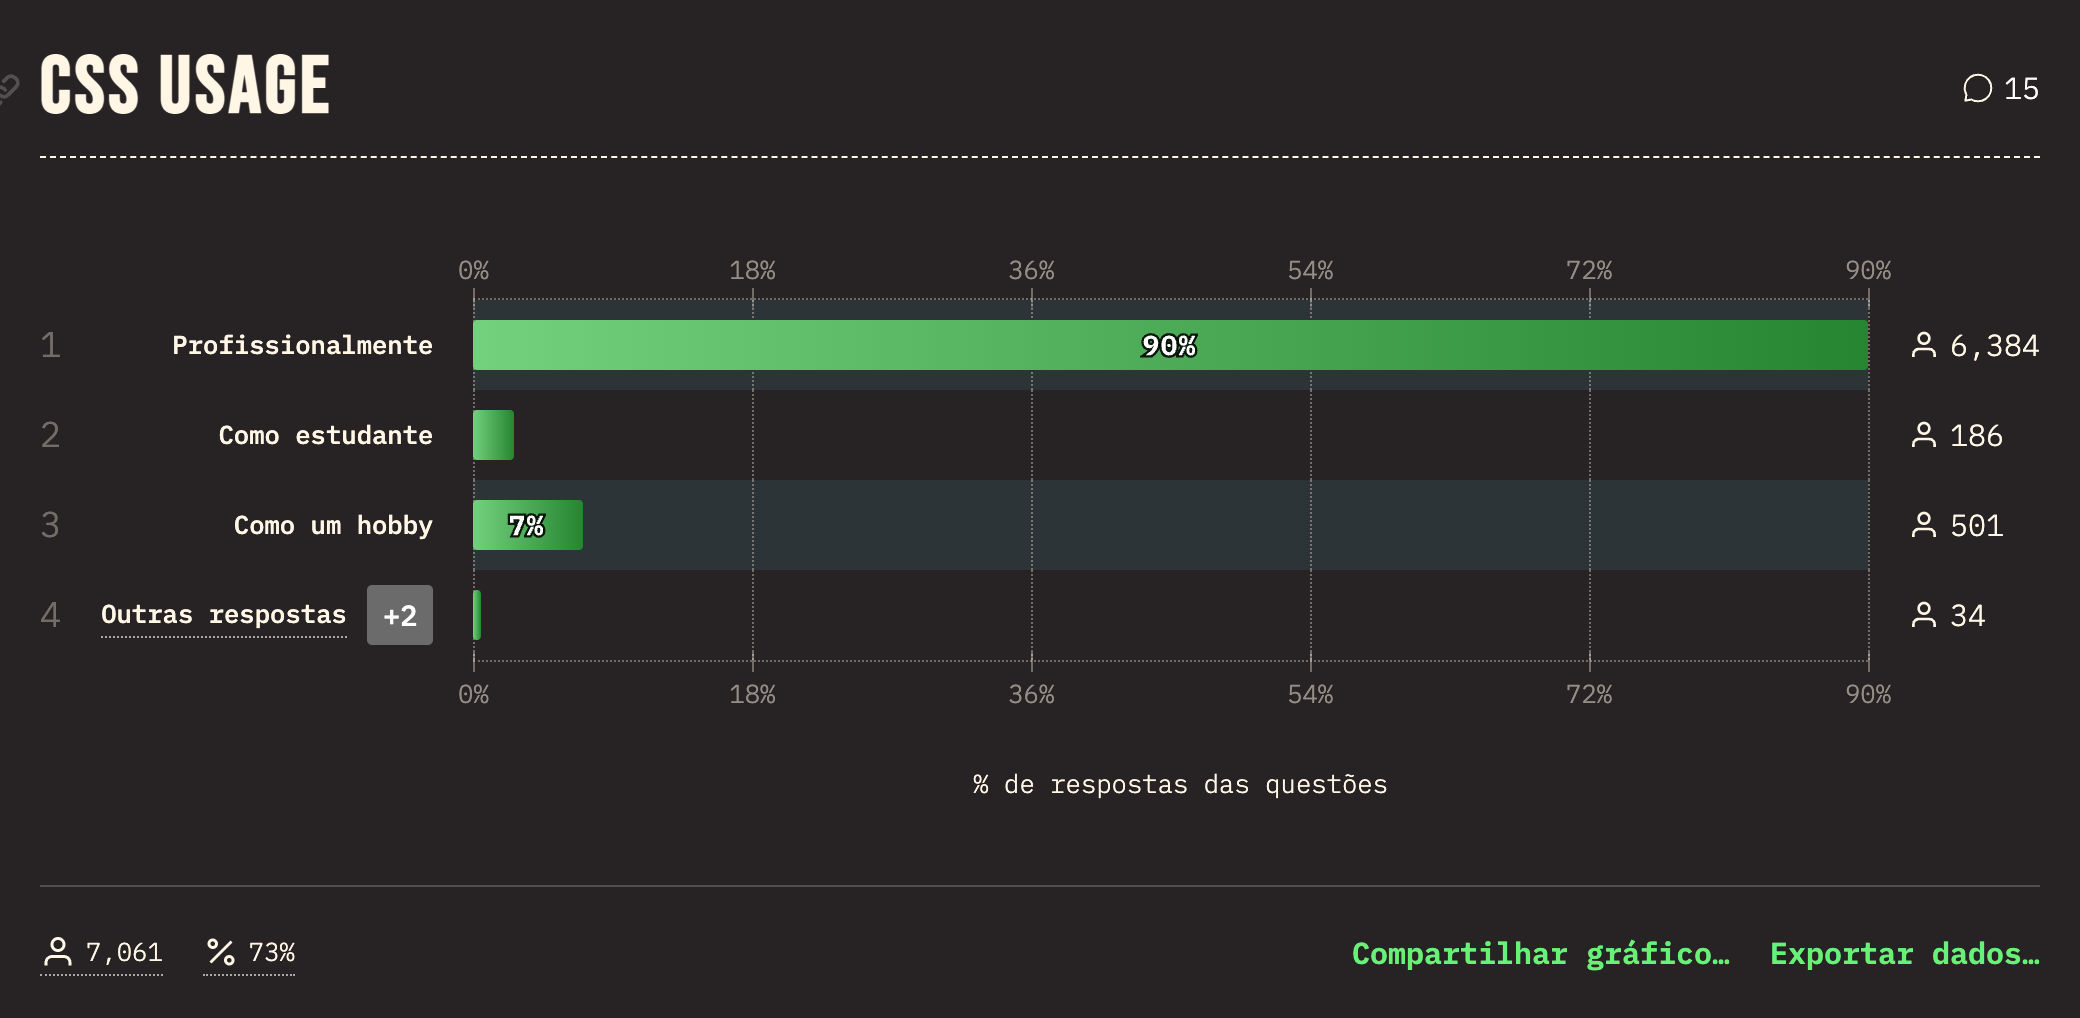 CSS USAGE
15
0% 18% 36% 54% 72% 90%
1 Profissionalmente 90% 6,384
2 Como estudante 186
3 Como um hobby 7% 501
4 Outras respostas +2 34
0% 18% 36% 54% 72% 90%
% de respostas das questões
7,061 73% Compartilhar gráfico… Exportar dados…